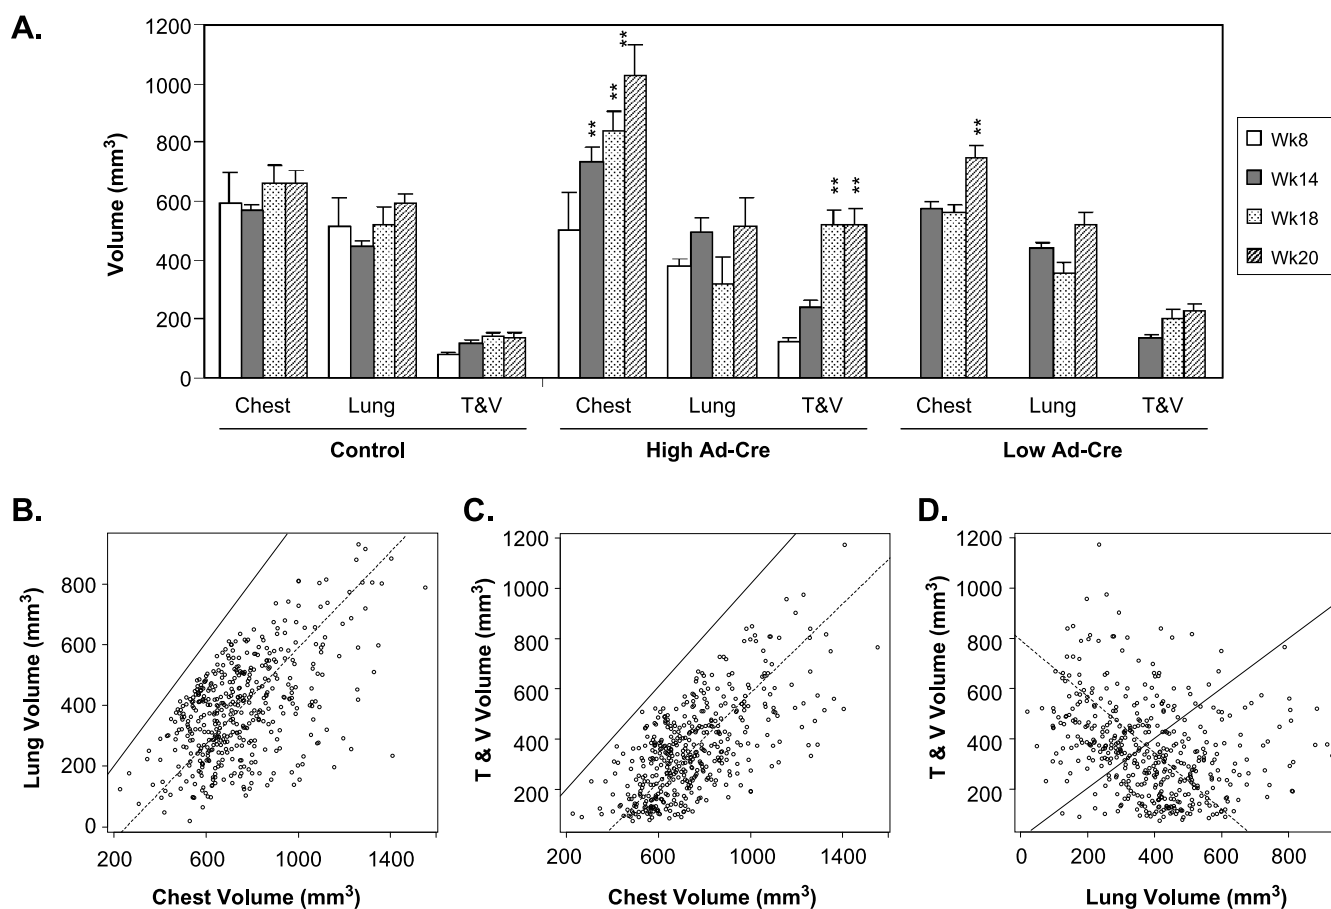 A.
1200
1000
800
600
400
200
0
Volume (mm³)
** ** **
** **
**
Chest Lung T&V Chest Lung T&V Chest Lung T&V
Control High Ad-Cre Low Ad-Cre
Wk8
Wk14
Wk18
Wk20
B.
Lung Volume (mm³)
800
600
400
200
0
200 600 1000 1400
Chest Volume (mm³)
C.
T & V Volume (mm³)
1200
1000
800
600
400
200
200 600 1000 1400
Chest Volume (mm³)
D.
T & V Volume (mm³)
1200
1000
800
600
400
200
0 200 400 600 800
Lung Volume (mm³)